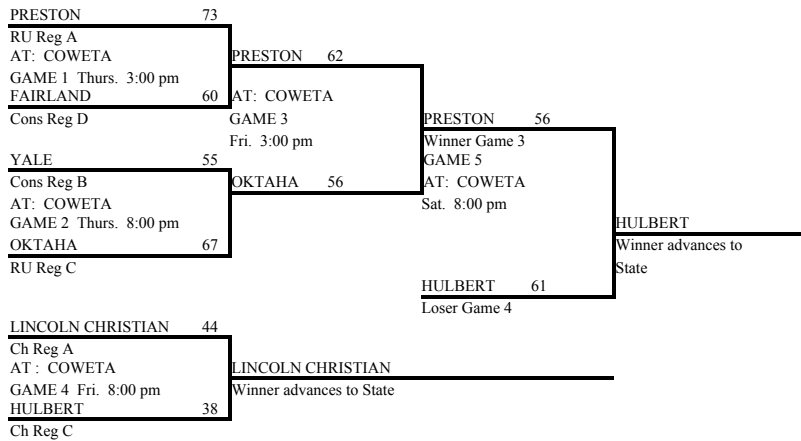 PRESTON 73
RU Reg A
AT: COWETA
GAME 1 Thurs. 3:00 pm
FAIRLAND 60
Cons Reg D
PRESTON 62
AT: COWETA
GAME 3
Fri. 3:00 pm
YALE 55
Cons Reg B
AT: COWETA
GAME 2 Thurs. 8:00 pm
OKTAHA 67
RU Reg C
OKTAHA 56
PRESTON 56
Winner Game 3
GAME 5
AT: COWETA
Sat. 8:00 pm
HULBERT 61
Loser Game 4
HULBERT
Winner advances to
State
LINCOLN CHRISTIAN 44
Ch Reg A
AT : COWETA
GAME 4 Fri. 8:00 pm
HULBERT 38
Ch Reg C
LINCOLN CHRISTIAN
Winner advances to State